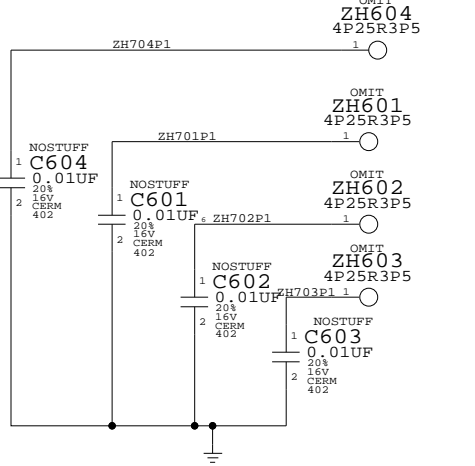 OMIT
ZH604
4P25R3P5
ZH704P1
1
OMIT
ZH601
4P25R3P5
ZH701P1
1
NOSTUFF
1
C604
0.01UF
20%
16V
CERM
402
2
NOSTUFF
1
C601
0.01UF
20%
16V
CERM
402
2
OMIT
ZH602
4P25R3P5
6
ZH702P1
1
OMIT
ZH603
4P25R3P5
ZH703P1
1
NOSTUFF
1
C602
0.01UF
20%
16V
CERM
402
2
NOSTUFF
1
C603
0.01UF
20%
16V
CERM
402
2